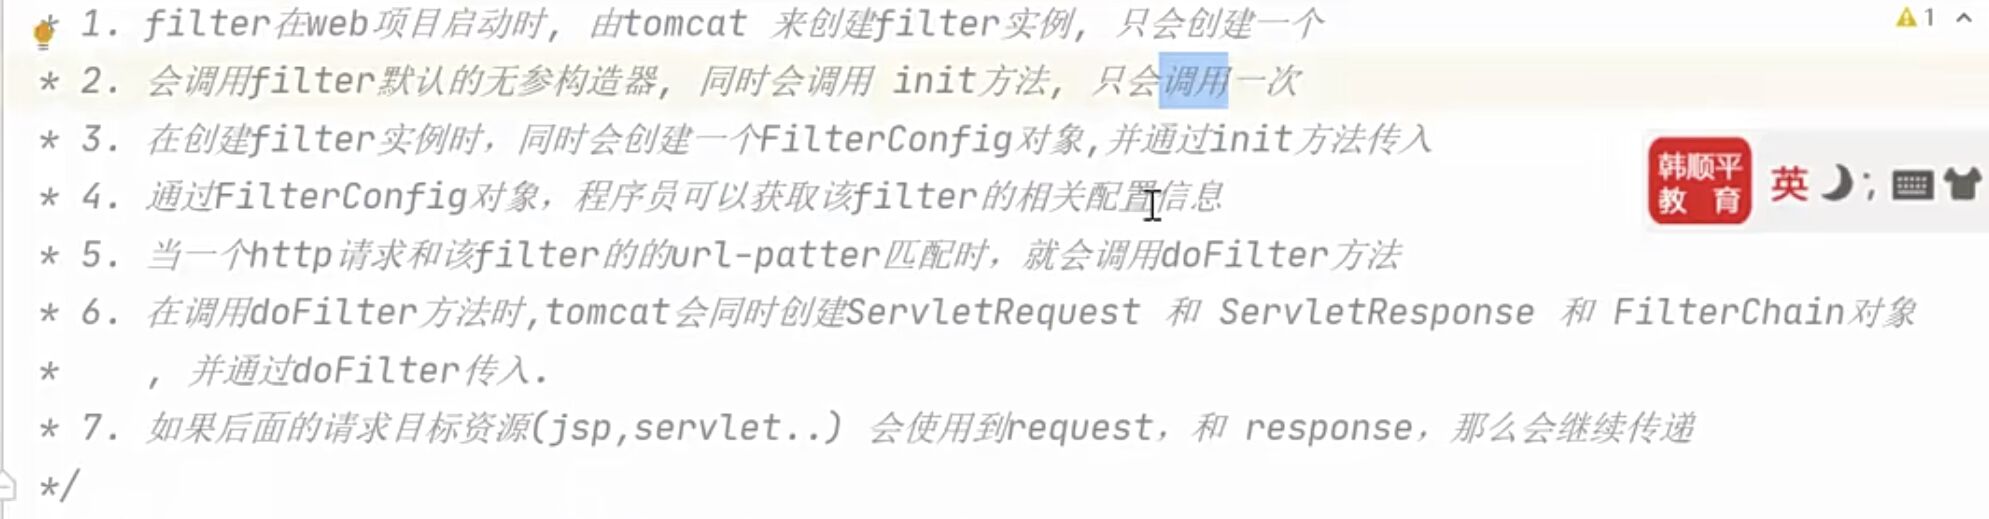 * 1. filter在web项目启动时, 由tomcat 来创建filter实例, 只会创建一个
* 2. 会调用filter默认的无参构造器, 同时会调用 init方法, 只会调用一次
* 3. 在创建filter实例时，同时会创建一个FilterConfig对象,并通过init方法传入
* 4. 通过FilterConfig对象，程序员可以获取该filter的相关配置信息
* 5. 当一个http请求和该filter的的url-patter匹配时，就会调用doFilter方法
* 6. 在调用doFilter方法时,tomcat会同时创建ServletRequest 和 ServletResponse 和 FilterChain对象
*    , 并通过doFilter传入.
* 7. 如果后面的请求目标资源(jsp,servlet..) 会使用到request，和 response，那么会继续传递
*/
1
韩顺平
教 育
英